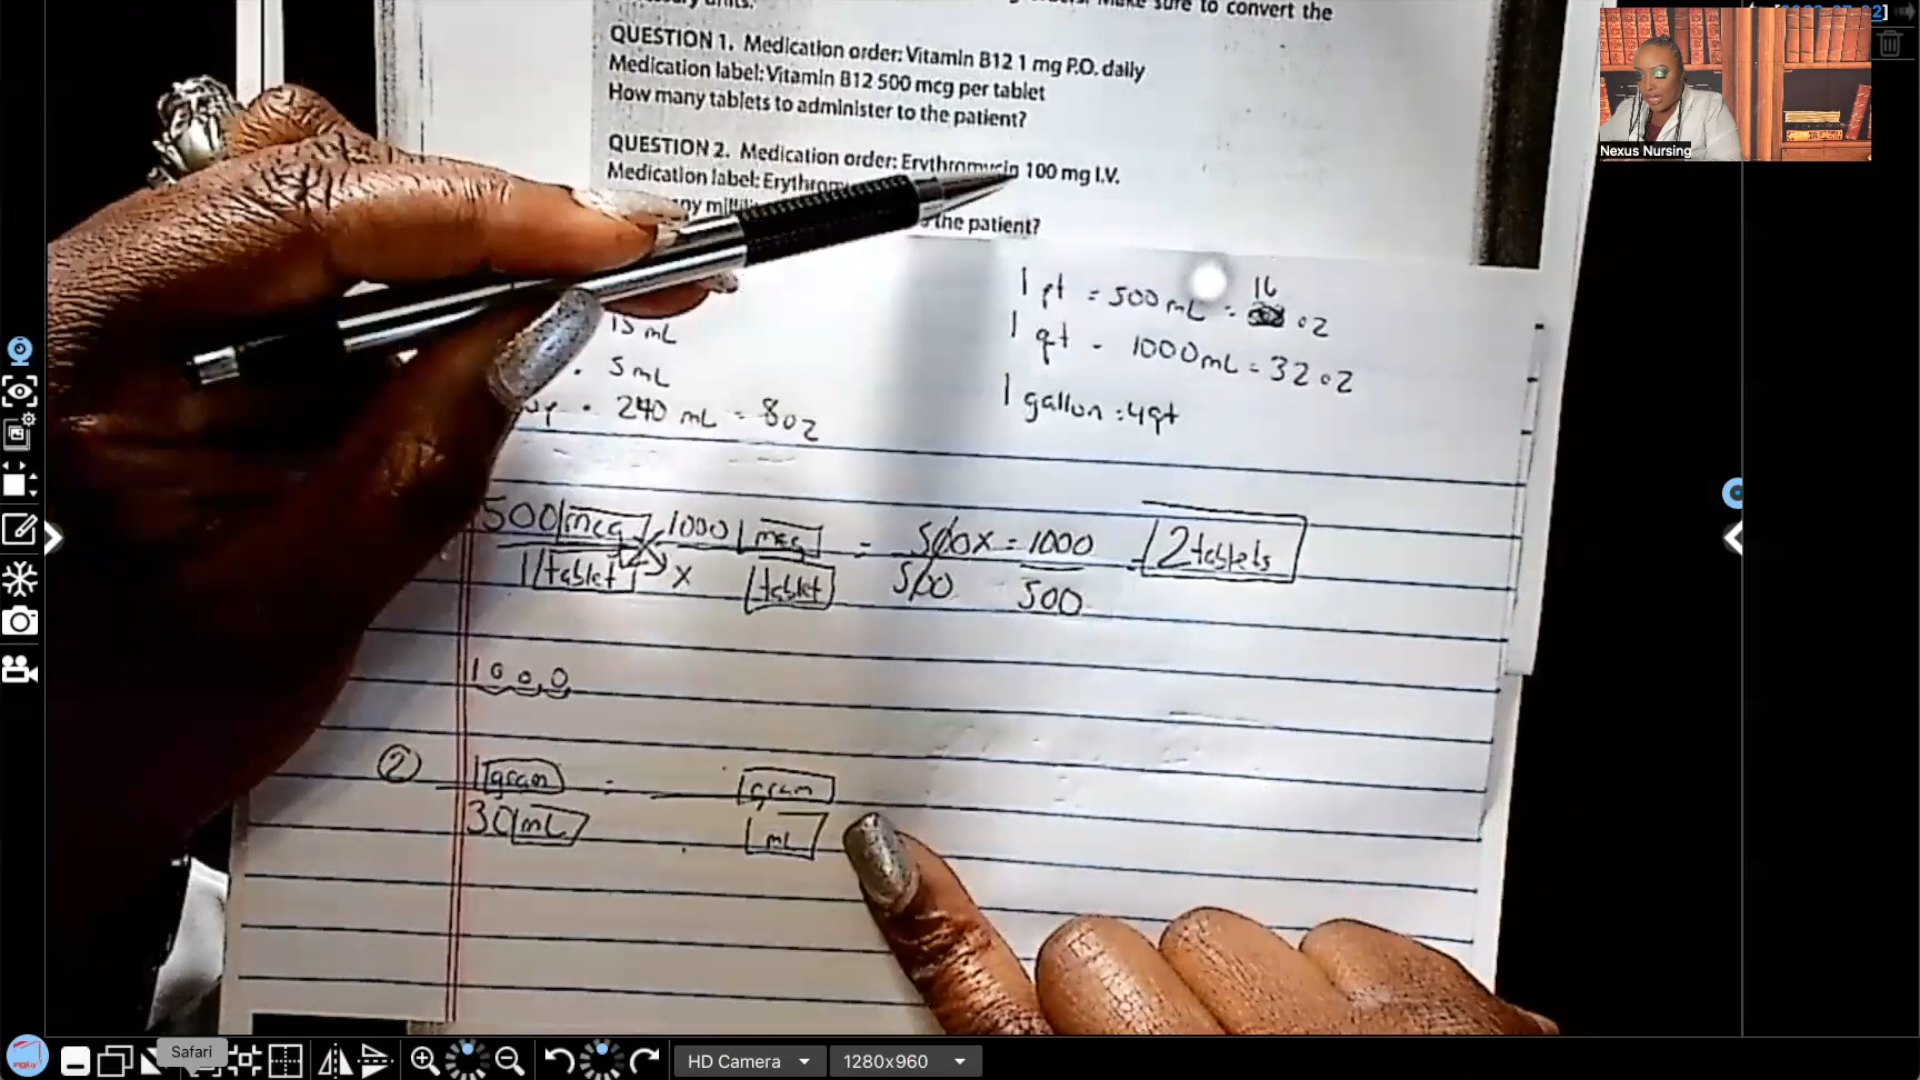 to convert the
QUESTION 1. Medication order: Vitamin B12 1 mg P.O. daily
Medication label: Vitamin B12 500 mcg per tablet
How many tablets to administer to the patient?
QUESTION 2. Medication order: Erythromycin 100 mg I.V.
Medication label:
the patient?
Nexus Nursing
1 pt = 500 mL = 16 oz
1 qt - 1000 mL = 32 oz
1 gallon = 4qt
15 mL
5 mL
240 mL = 8 oz
500 mcg 1000 mcg = 500x = 1000 2 tablets
1 tablet x tablet 500 500
1000
2 1 gram = gram
30 mL mL
Safari
HD Camera
1280x960